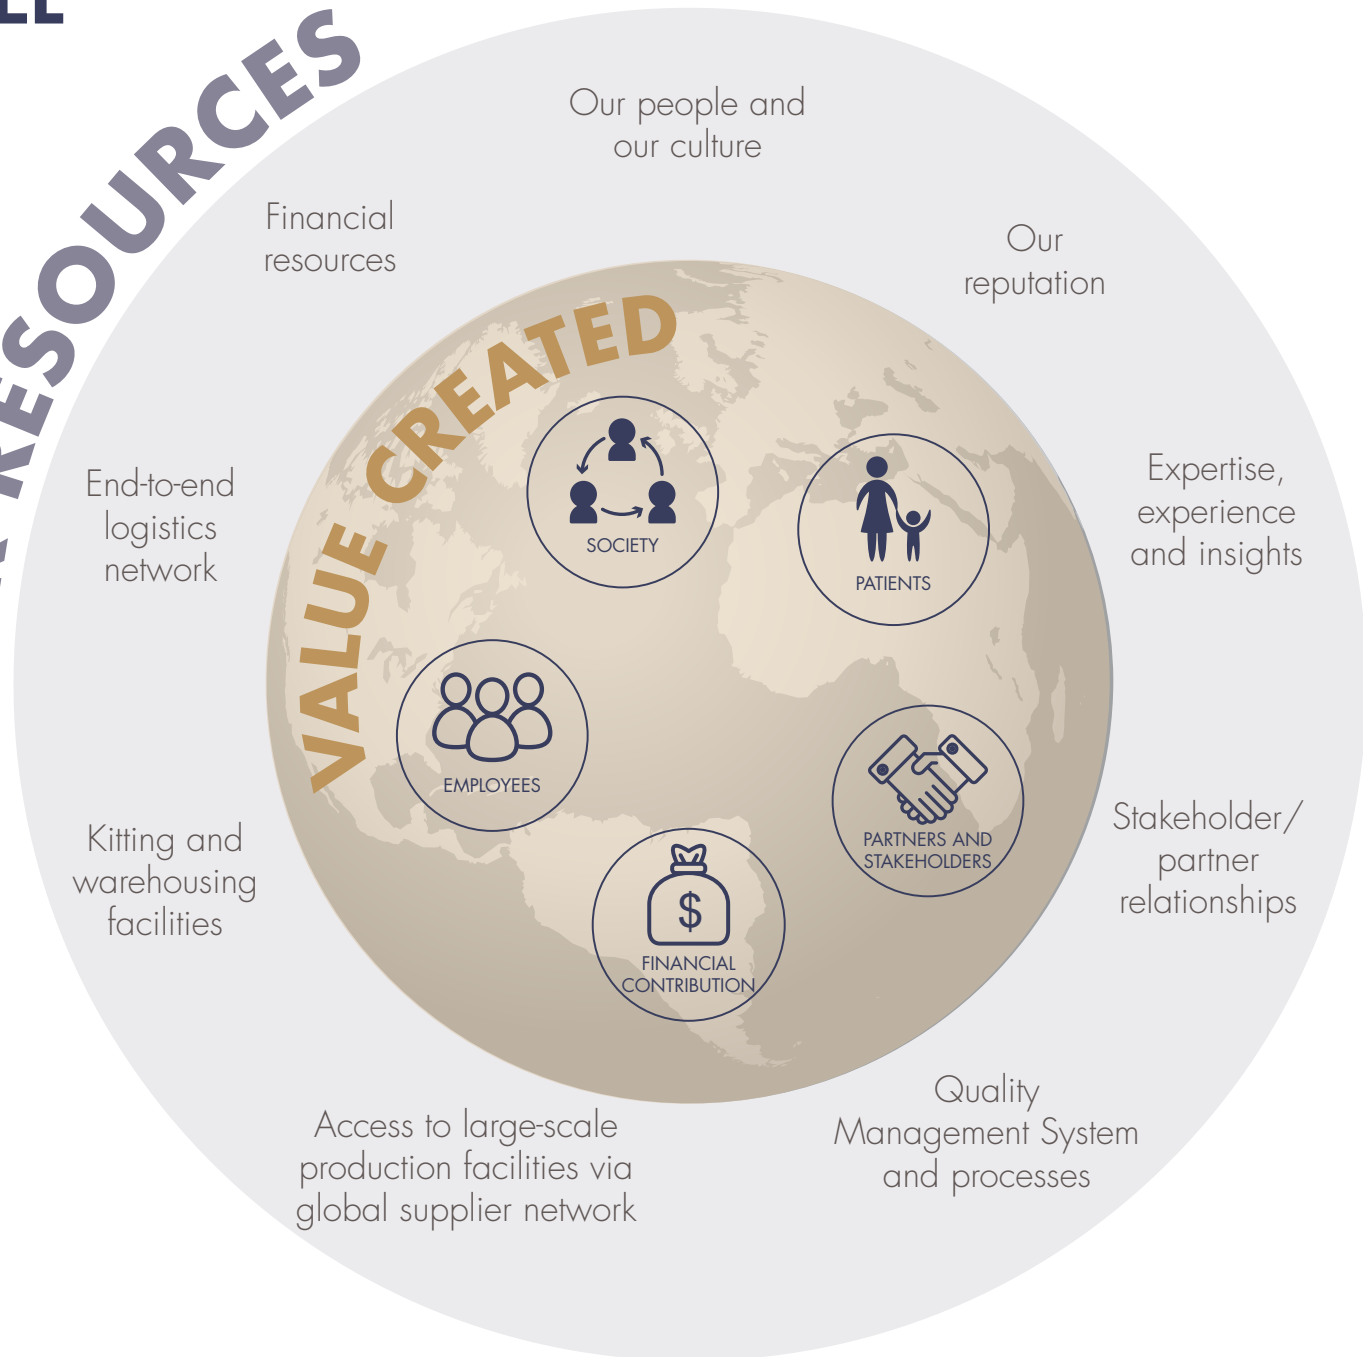 RESOURCES
Our people and
our culture
Financial
resources
Our
reputation
VALUE CREATED
SOCIETY
PATIENTS
End-to-end
logistics
network
Expertise,
experience
and insights
EMPLOYEES
PARTNERS AND
STAKEHOLDERS
Kitting and
warehousing
facilities
Stakeholder/
partner
relationships
$
FINANCIAL
CONTRIBUTION
Access to large-scale
production facilities via
global supplier network
Quality
Management System
and processes